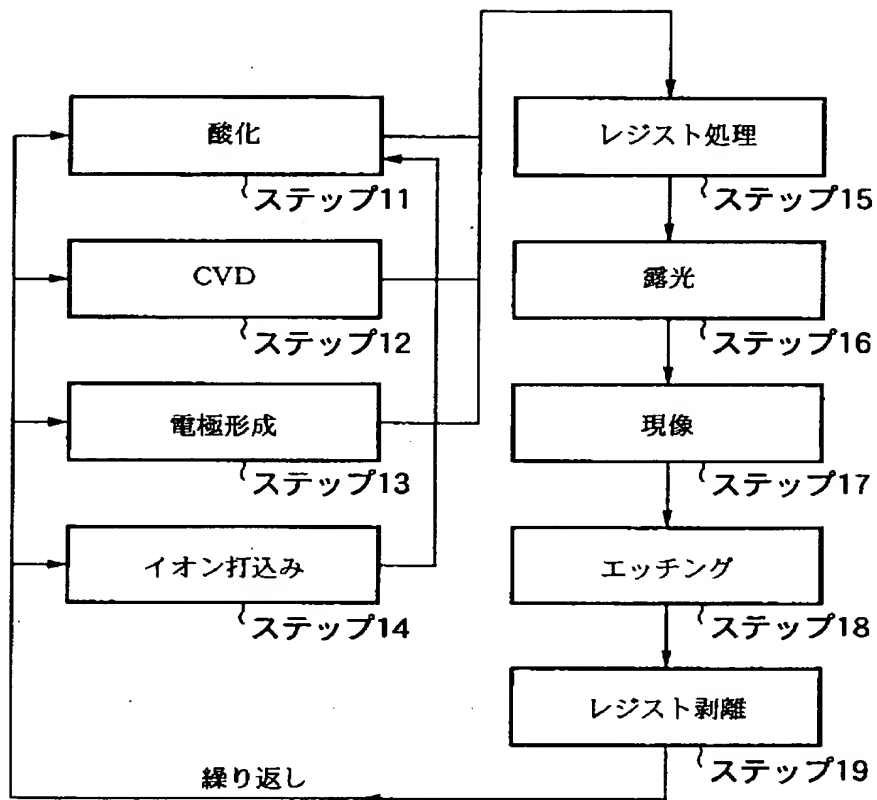 酸化
ステップ11
CVD
ステップ12
電極形成
ステップ13
イオン打込み
ステップ14
レジスト処理
ステップ15
露光
ステップ16
現像
ステップ17
エッチング
ステップ18
レジスト剥離
ステップ19
繰り返し